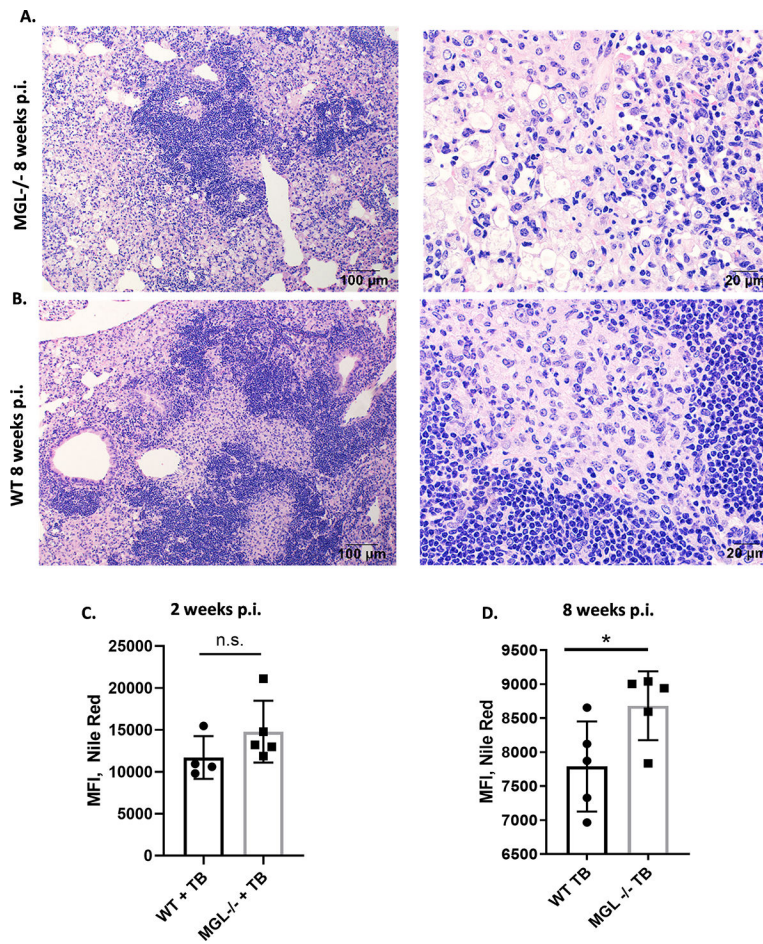 A.
MGL-/- 8 weeks p.i.
100 µm
20 µm
B.
WT 8 weeks p.i.
100 µm
20 µm
C.
2 weeks p.i.
n.s.
MFI, Nile Red
25000
20000
15000
10000
5000
0
WT + TB
MGL-/- + TB
D.
8 weeks p.i.
*
MFI, Nile Red
9500
9000
8500
8000
7500
7000
6500
WT TB
MGL -/- TB